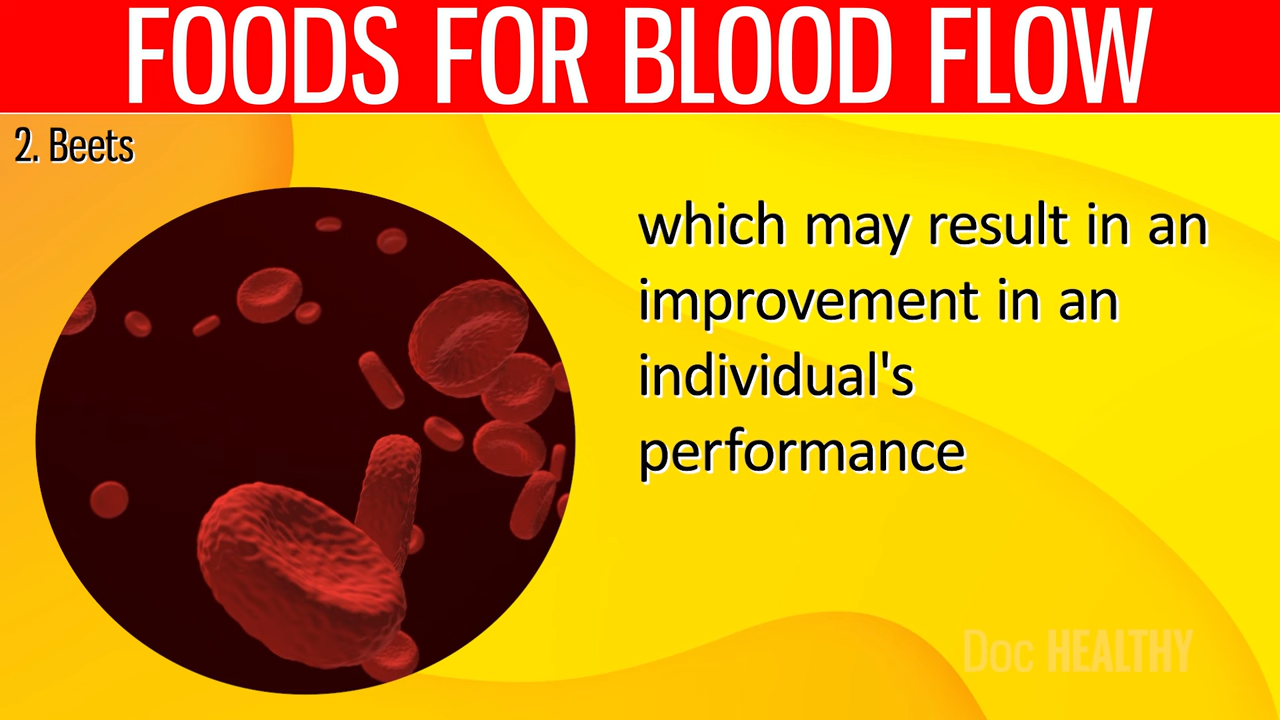 FOODS FOR BLOOD FLOW
2. Beets
which may result in an
improvement in an
individual's
performance
Doc HEALTHY